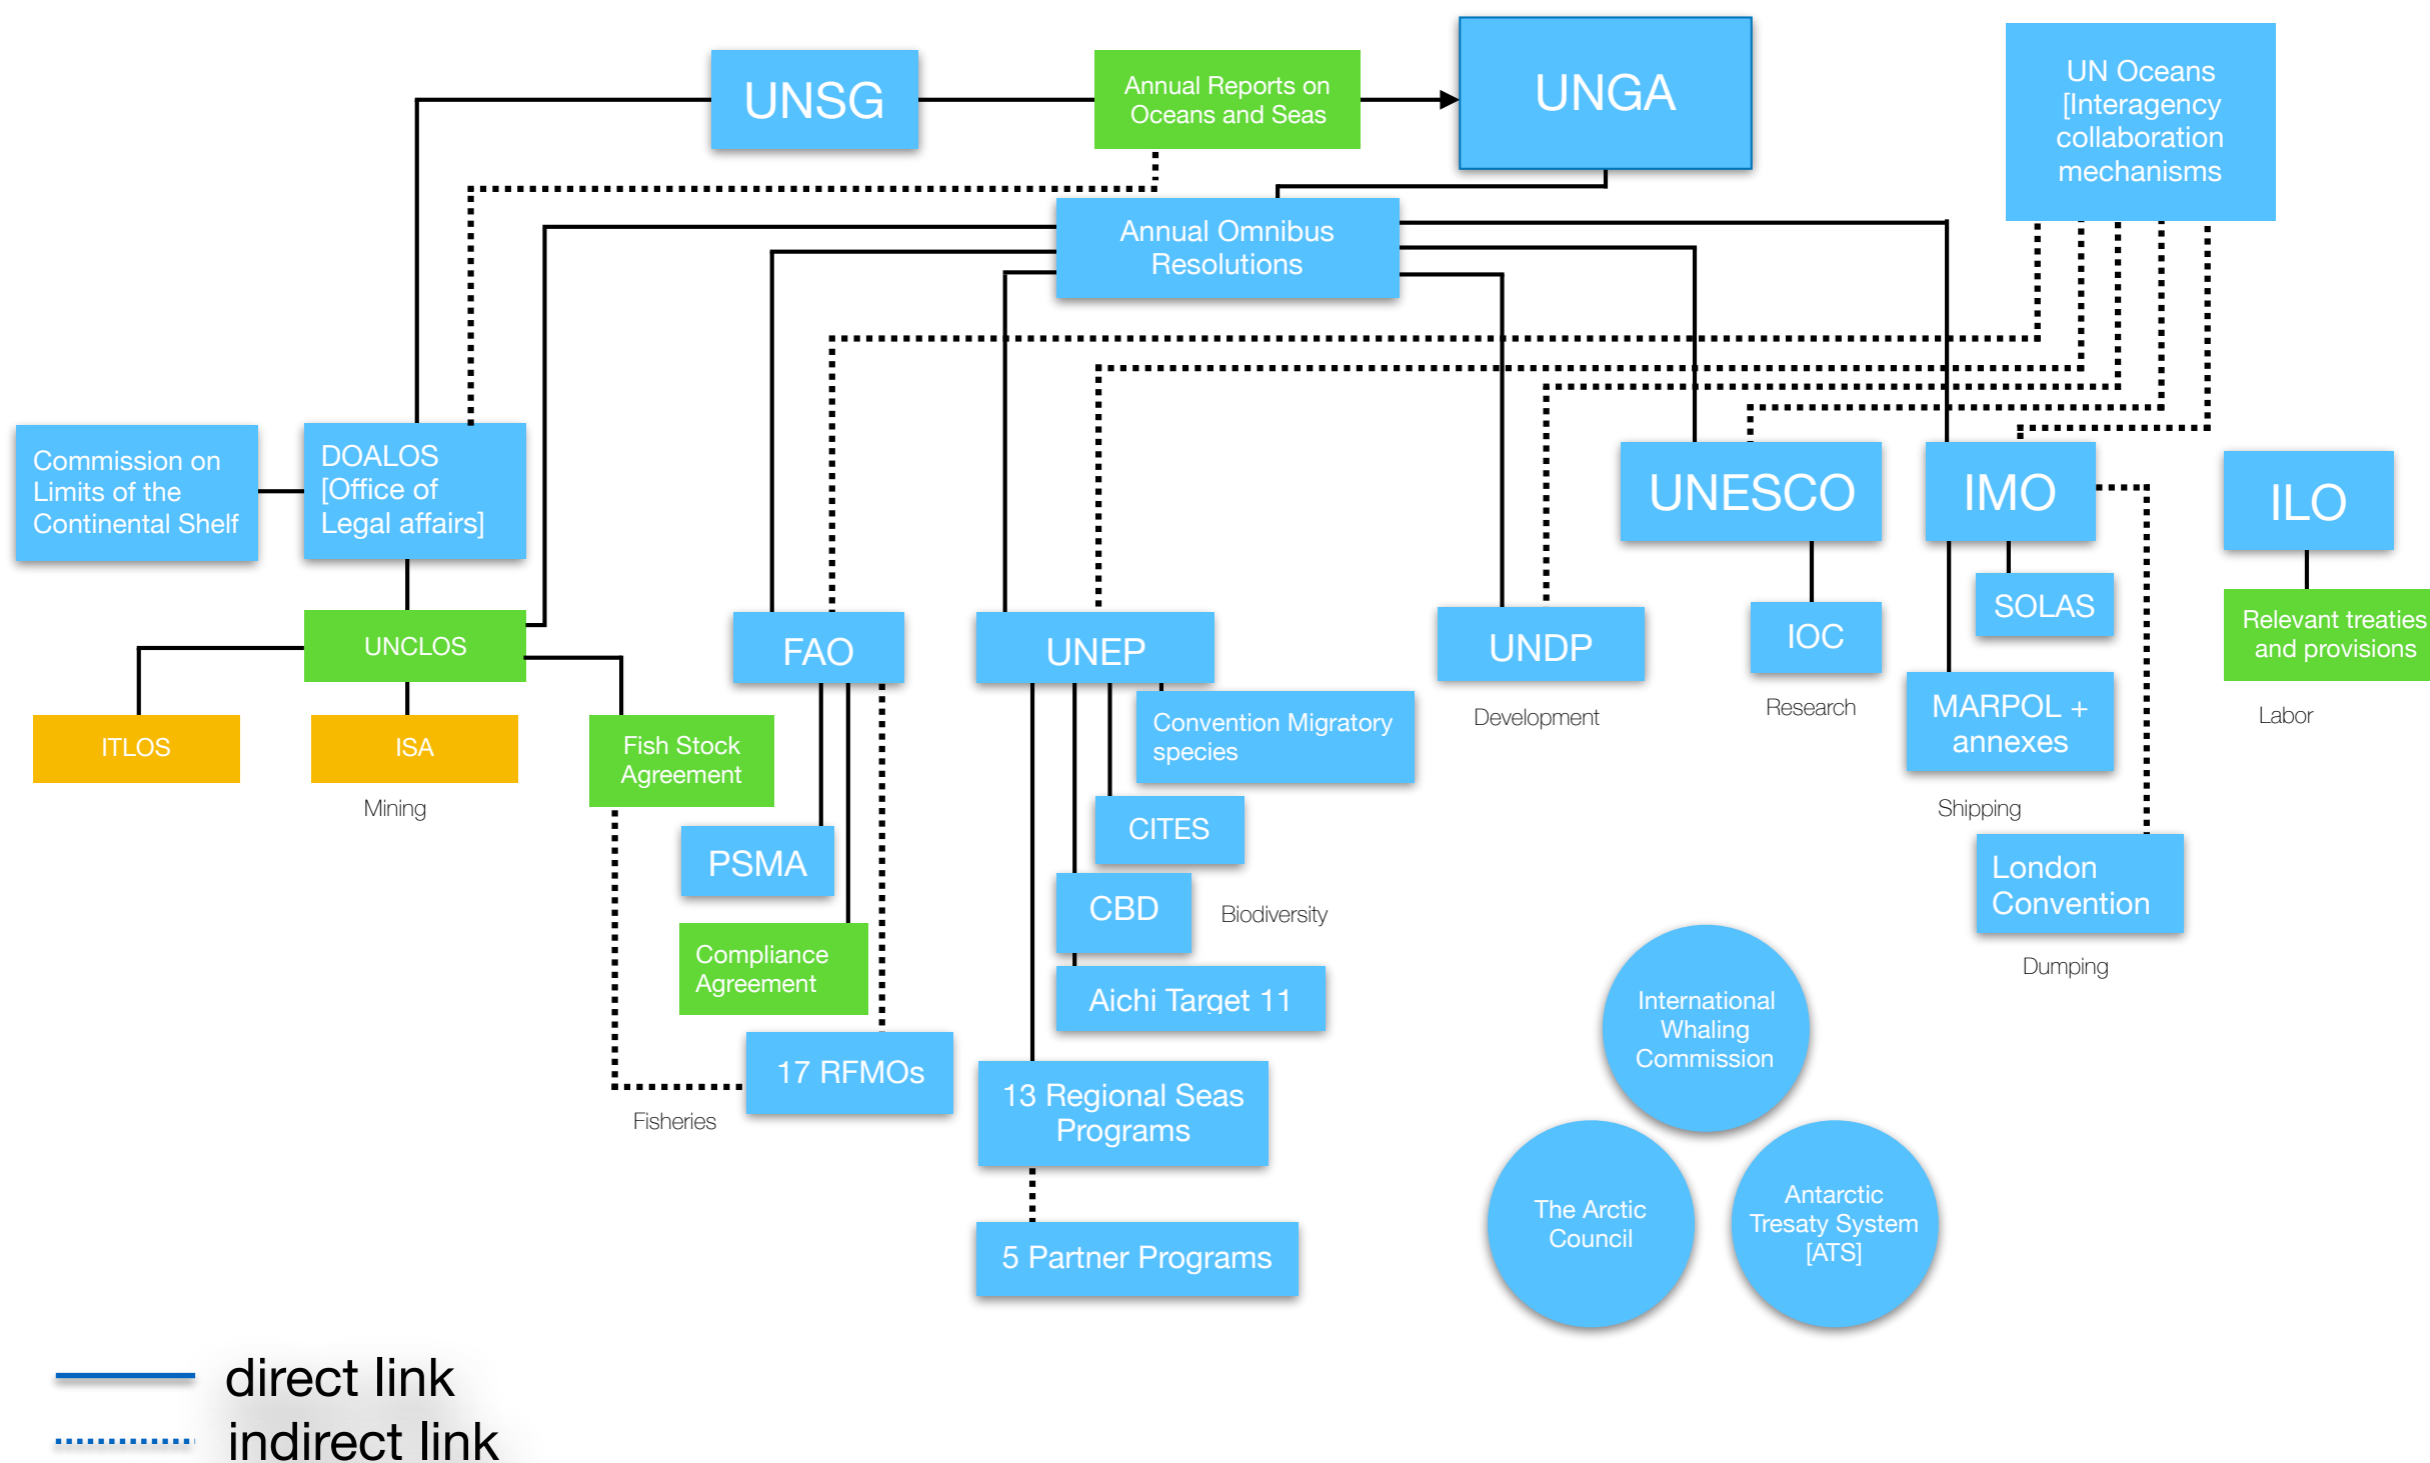 UNSG
Annual Reports on
Oceans and Seas
UNGA
UN Oceans
[Interagency
collaboration
mechanisms
Annual Ombibus
Resolutions
Commission on
Limits of the
Continental Shelf
DOALOS
[Office of
Legal affairs]
UNESCO
IMO
ILO
UNCLOS
FAO
UNEP
UNDP
IOC
SOLAS
Relevant treaties
and provisions
ITLOS
ISA
Fish Stock
Agreement
Convention Migratory
species
Development
Research
MARPOL +
annexes
Labor
Mining
Shipping
PSMA
CITES
CBD
Biodiversity
London
Convention
Dumping
Compliance
Agreement
Aichi Target 11
17 RFMOs
Fisheries
13 Regional Seas
Programs
5 Partner Programs
International
Whaling
Commission
The Arctic
Council
Antarctic
Tresaty System
[ATS]
direct link
indirect link